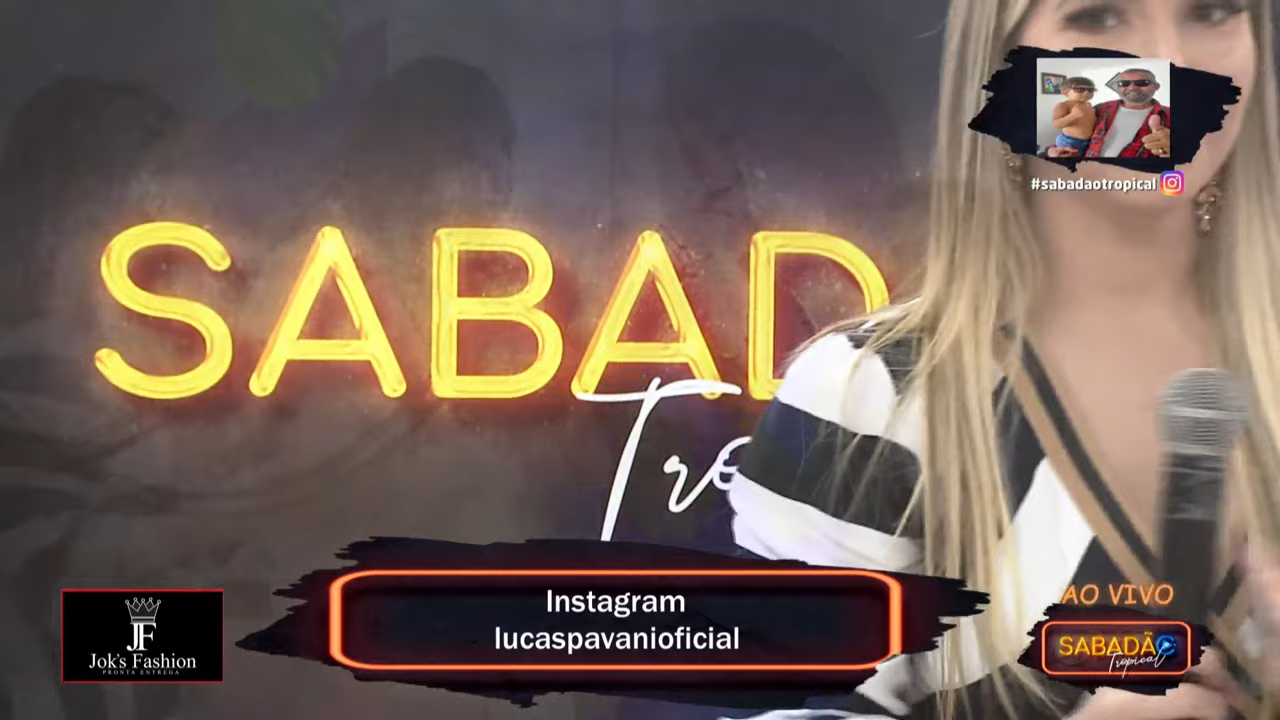 #sabadaotropical
SABAD
Tro
Instagram
lucaspavanioficial
JF
Jok's Fashion
PRONTA ENTREGA
AO VIVO
SABADÃO
Tropical